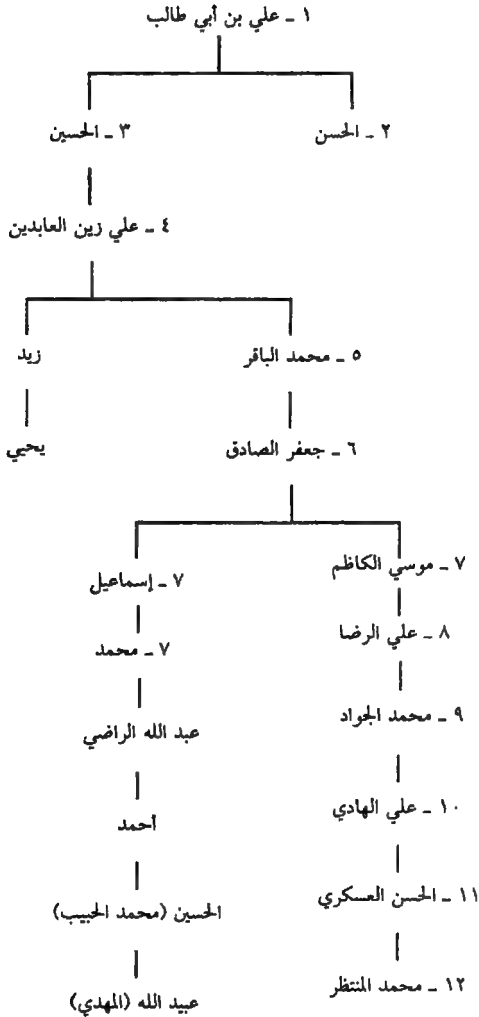 ١ ـ علي بن أبي طالب
٢ ـ الحسن
٣ ـ الحسين
٤ ـ علي زين العابدين
٥ ـ محمد الباقر
زيد
٦ ـ جعفر الصادق
يحيي
٧ ـ موسي الكاظم
٧ ـ إسماعيل
٨ ـ علي الرضا
٧ ـ محمد
٩ ـ محمد الجواد
عبد الله الراضي
١٠ ـ علي الهادي
أحمد
١١ ـ الحسن العسكري
الحسين (محمد الحبيب)
١٢ ـ محمد المنتظر
عبيد الله (المهدي)